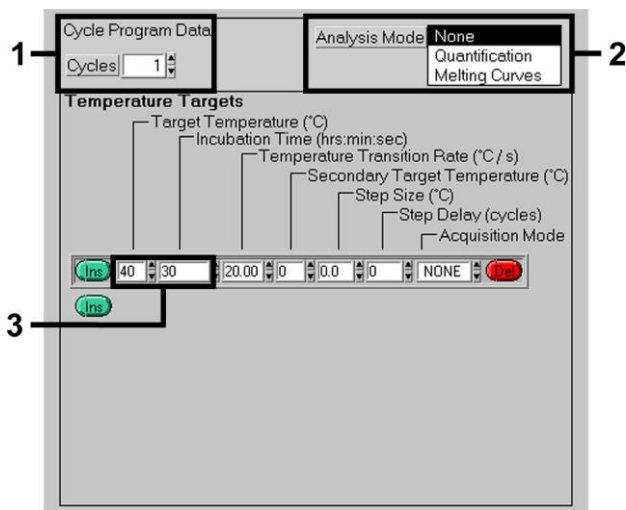 Cycle Program Data
Cycles 1
Analysis Mode None
Quantification
Melting Curves
1
2
Temperature Targets
Target Temperature (°C)
Incubation Time (hrs:min:sec)
Temperature Transition Rate (°C / s)
Secondary Target Temperature (°C)
Step Size (°C)
Step Delay (cycles)
Acquisition Mode
Ins 40 30 20.00 0 0.0 0 NONE Del
Ins
3